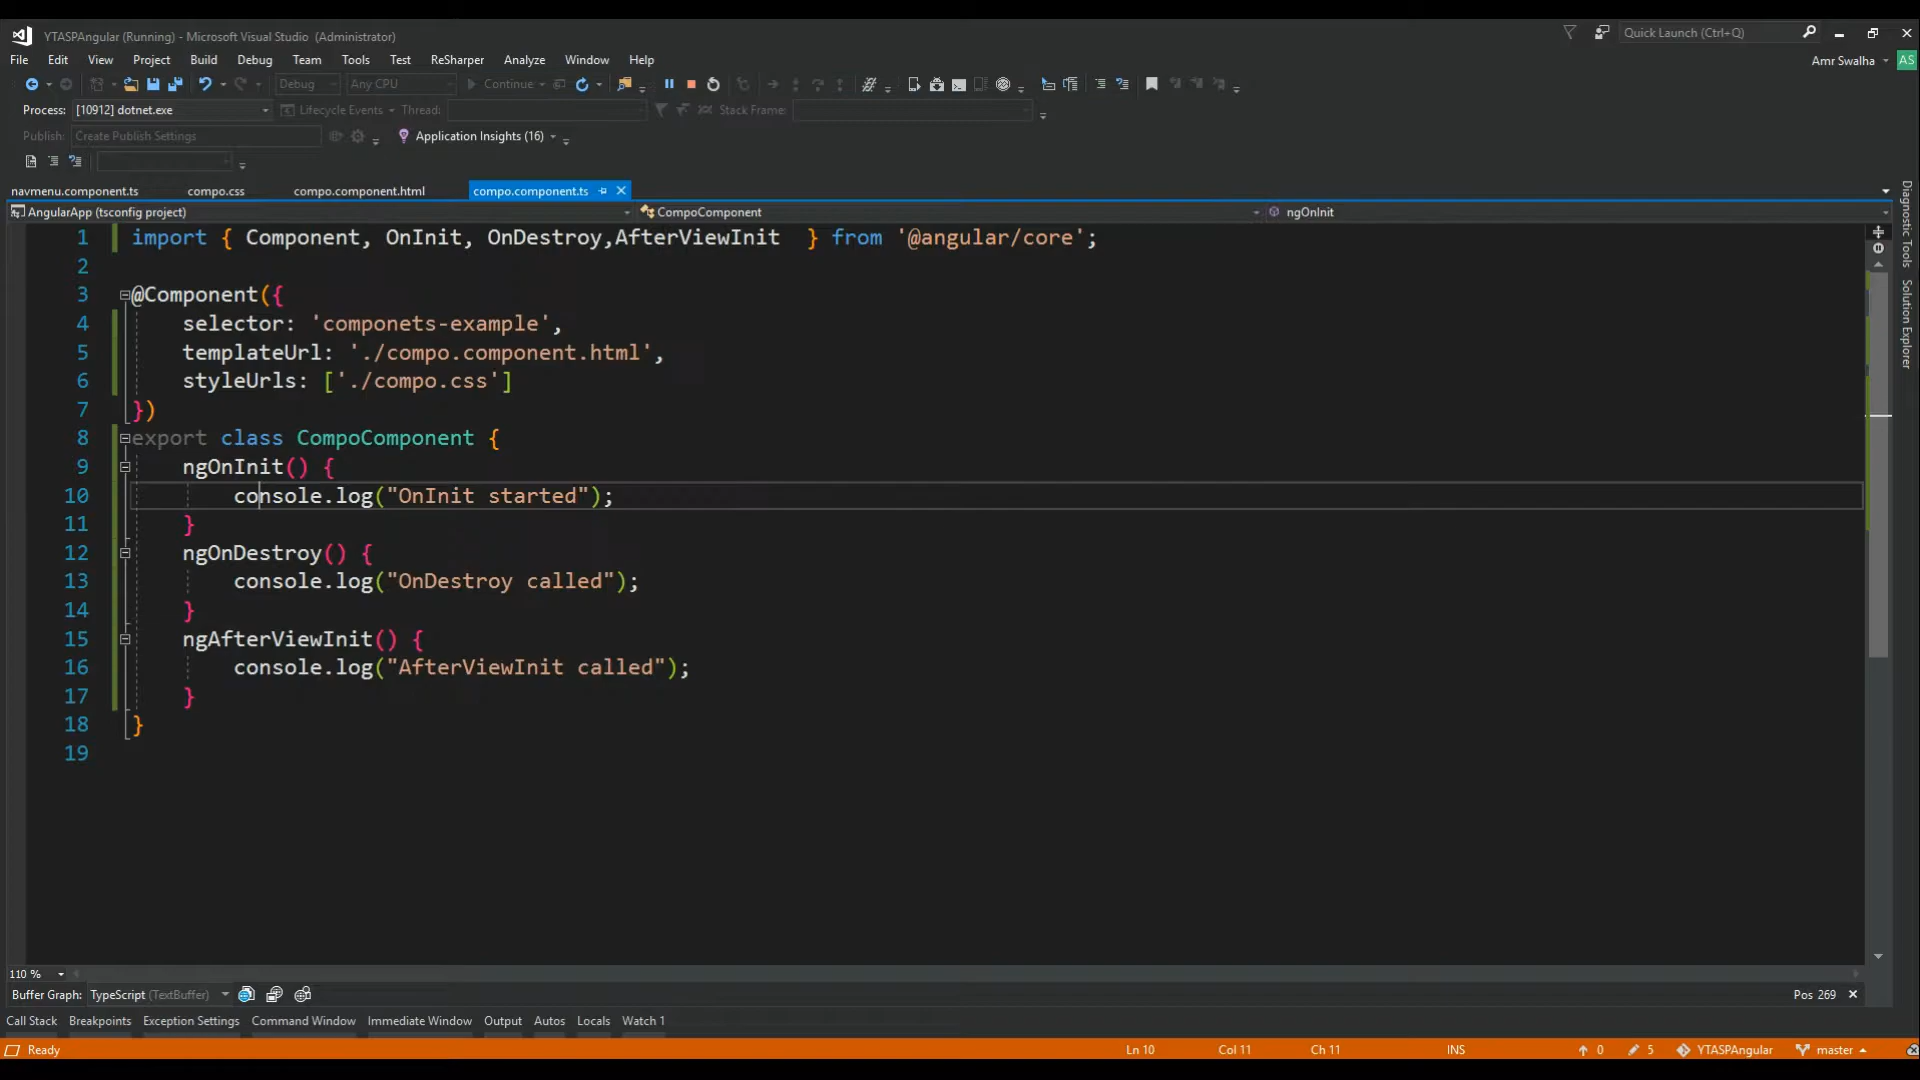 YTASPAngular (Running) - Microsoft Visual Studio (Administrator)
Quick Launch (Ctrl+Q)
File Edit View Project Build Debug Team Tools Test ReSharper Analyze Window Help
Amr Swalha AS
Debug Any CPU Continue
Process: [10912] dotnet.exe Lifecycle Events Thread: Stack Frame:
Publish: Create Publish Settings Application Insights (16)
navmenu.component.ts compo.css compo.component.html compo.component.ts
AngularApp (tsconfig project) CompoComponent ngOnInit
1 import { Component, OnInit, OnDestroy,AfterViewInit } from '@angular/core';
2
3 @Component({
4 selector: 'componets-example',
5 templateUrl: './compo.component.html',
6 styleUrls: ['./compo.css']
7 })
8 export class CompoComponent {
9 ngOnInit() {
10 console.log("OnInit started");
11 }
12 ngOnDestroy() {
13 console.log("OnDestroy called");
14 }
15 ngAfterViewInit() {
16 console.log("AfterViewInit called");
17 }
18 }
19
Diagnostic Tools
Solution Explorer
110 %
Buffer Graph: TypeScript (TextBuffer) Pos 269
Call Stack Breakpoints Exception Settings Command Window Immediate Window Output Autos Locals Watch 1
Ready Ln 10 Col 11 Ch 11 INS 0 5 YTASPAngular master